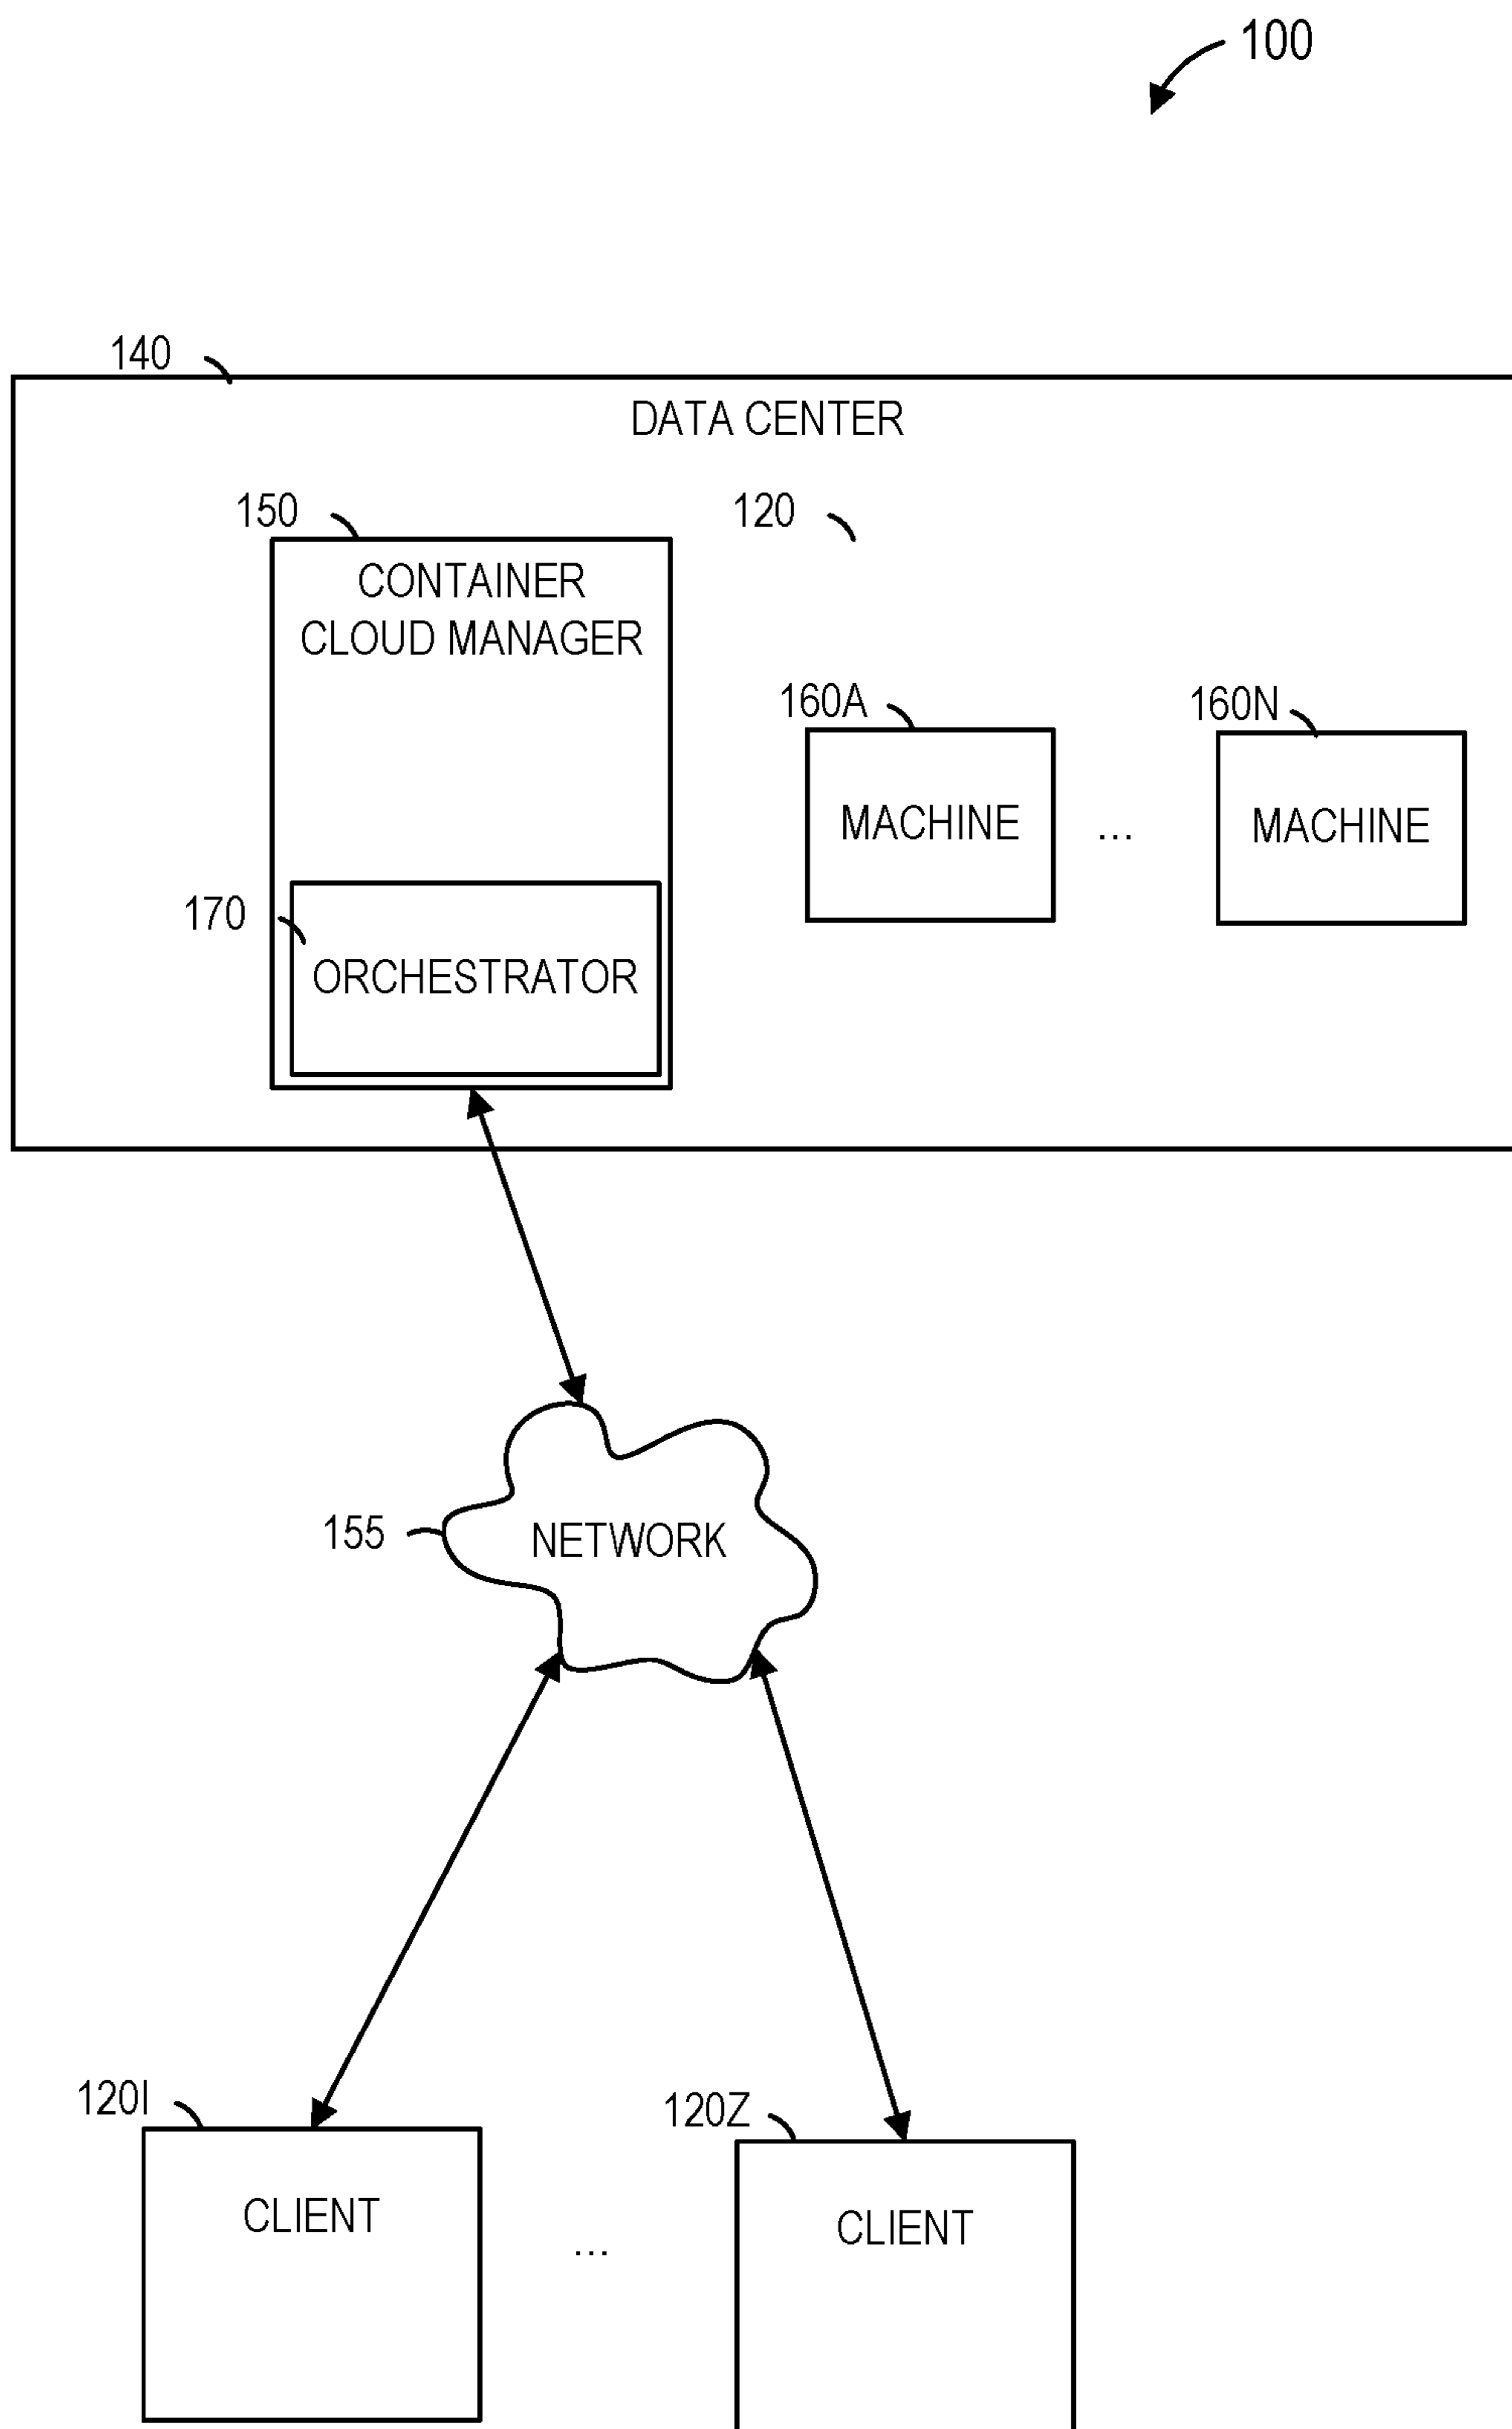 100
140
DATA CENTER
150
120
CONTAINER
CLOUD MANAGER
160A
160N
MACHINE
...
MACHINE
170
ORCHESTRATOR
155
NETWORK
120I
120Z
CLIENT
...
CLIENT